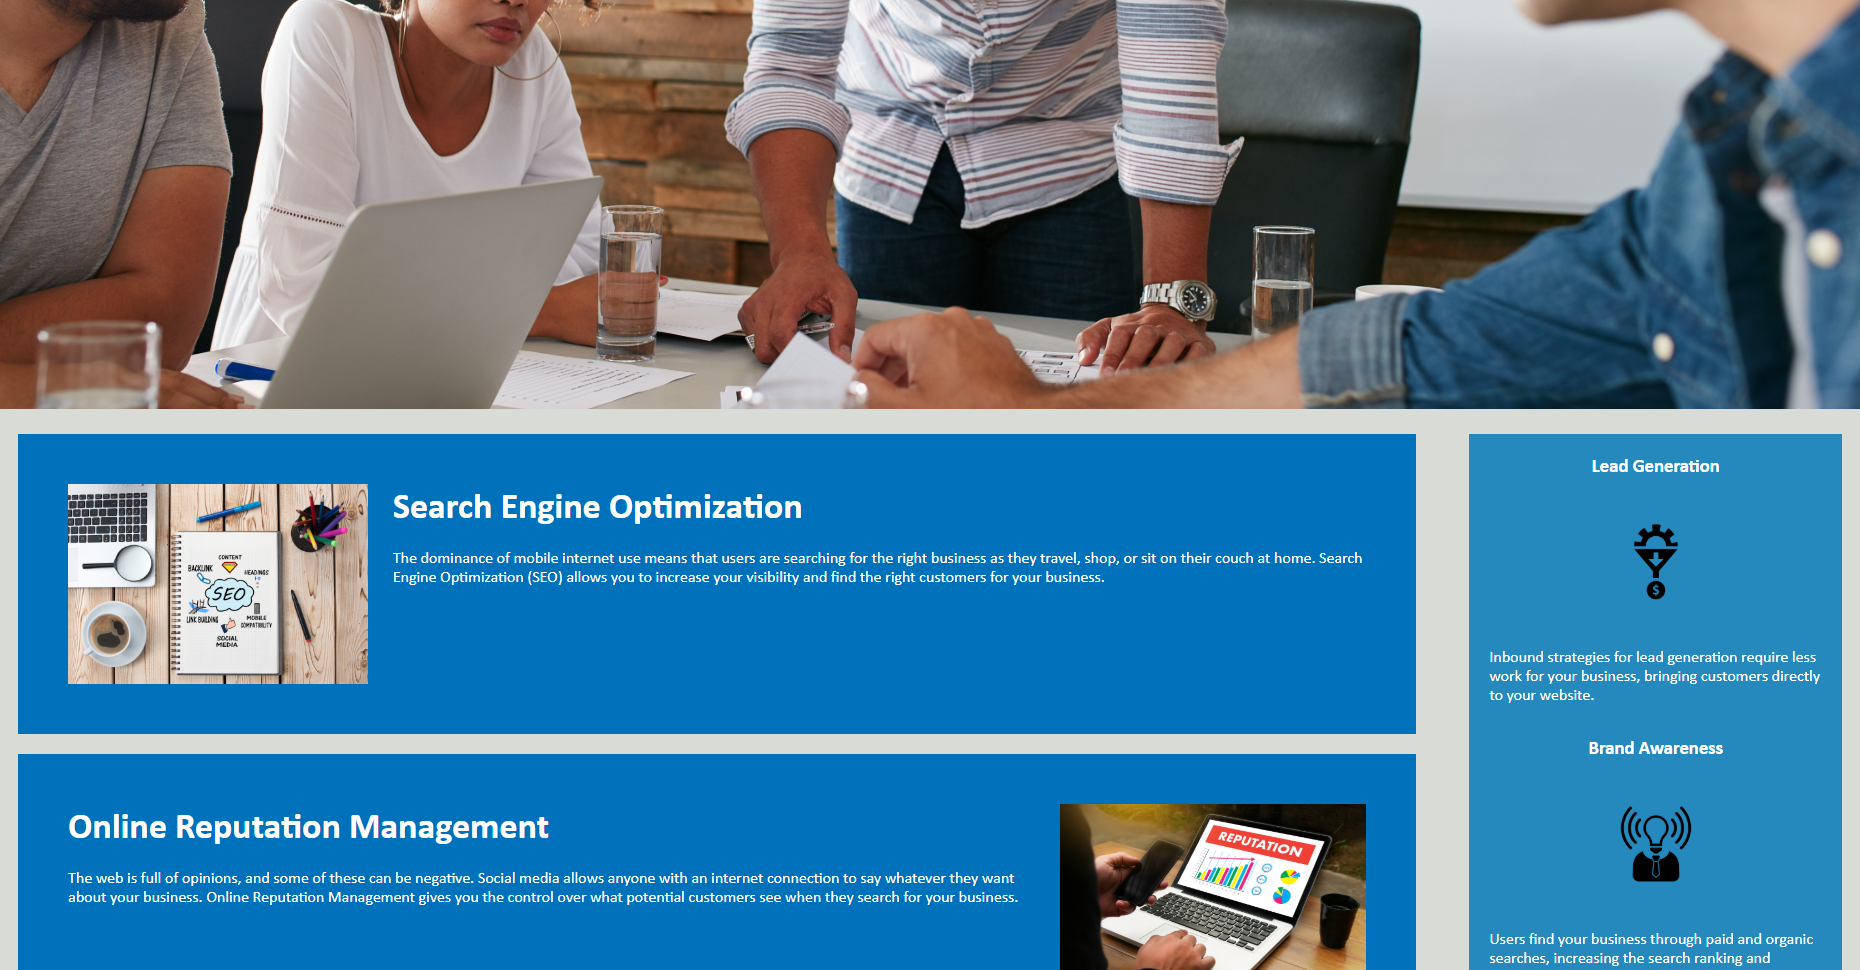 Search Engine Optimization
The dominance of mobile internet use means that users are searching for the right business as they travel, shop, or sit on their couch at home. Search
Engine Optimization (SEO) allows you to increase your visibility and find the right customers for your business.
CONTENT
BACKLINK
HEADINGS
SEO
LINK BUILDING
MOBILE
COMPATIBILITY
SOCIAL
MEDIA
Online Reputation Management
The web is full of opinions, and some of these can be negative. Social media allows anyone with an internet connection to say whatever they want
about your business. Online Reputation Management gives you the control over what potential customers see when they search for your business.
REPUTATION
Lead Generation
$
Inbound strategies for lead generation require less
work for your business, bringing customers directly
to your website.
Brand Awareness
Users find your business through paid and organic
searches, increasing the search ranking and